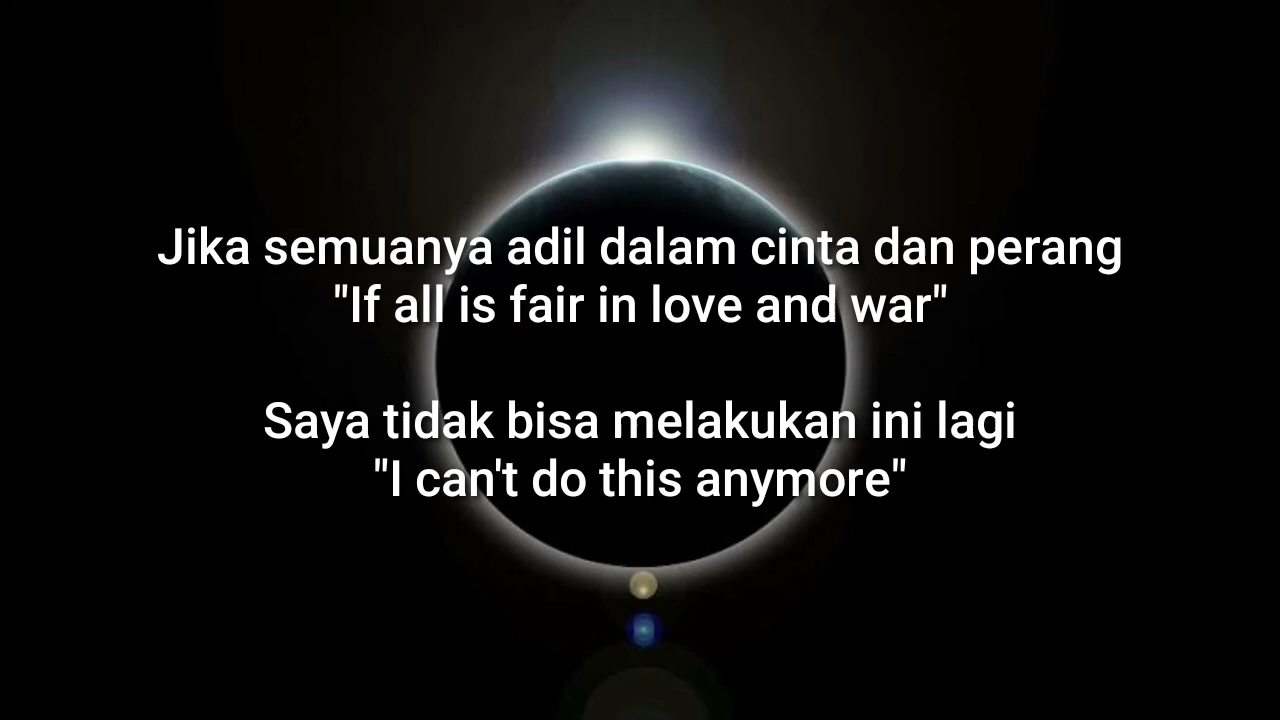 Jika semuanya adil dalam cinta dan perang
"If all is fair in love and war"
Saya tidak bisa melakukan ini lagi
"I can't do this anymore"